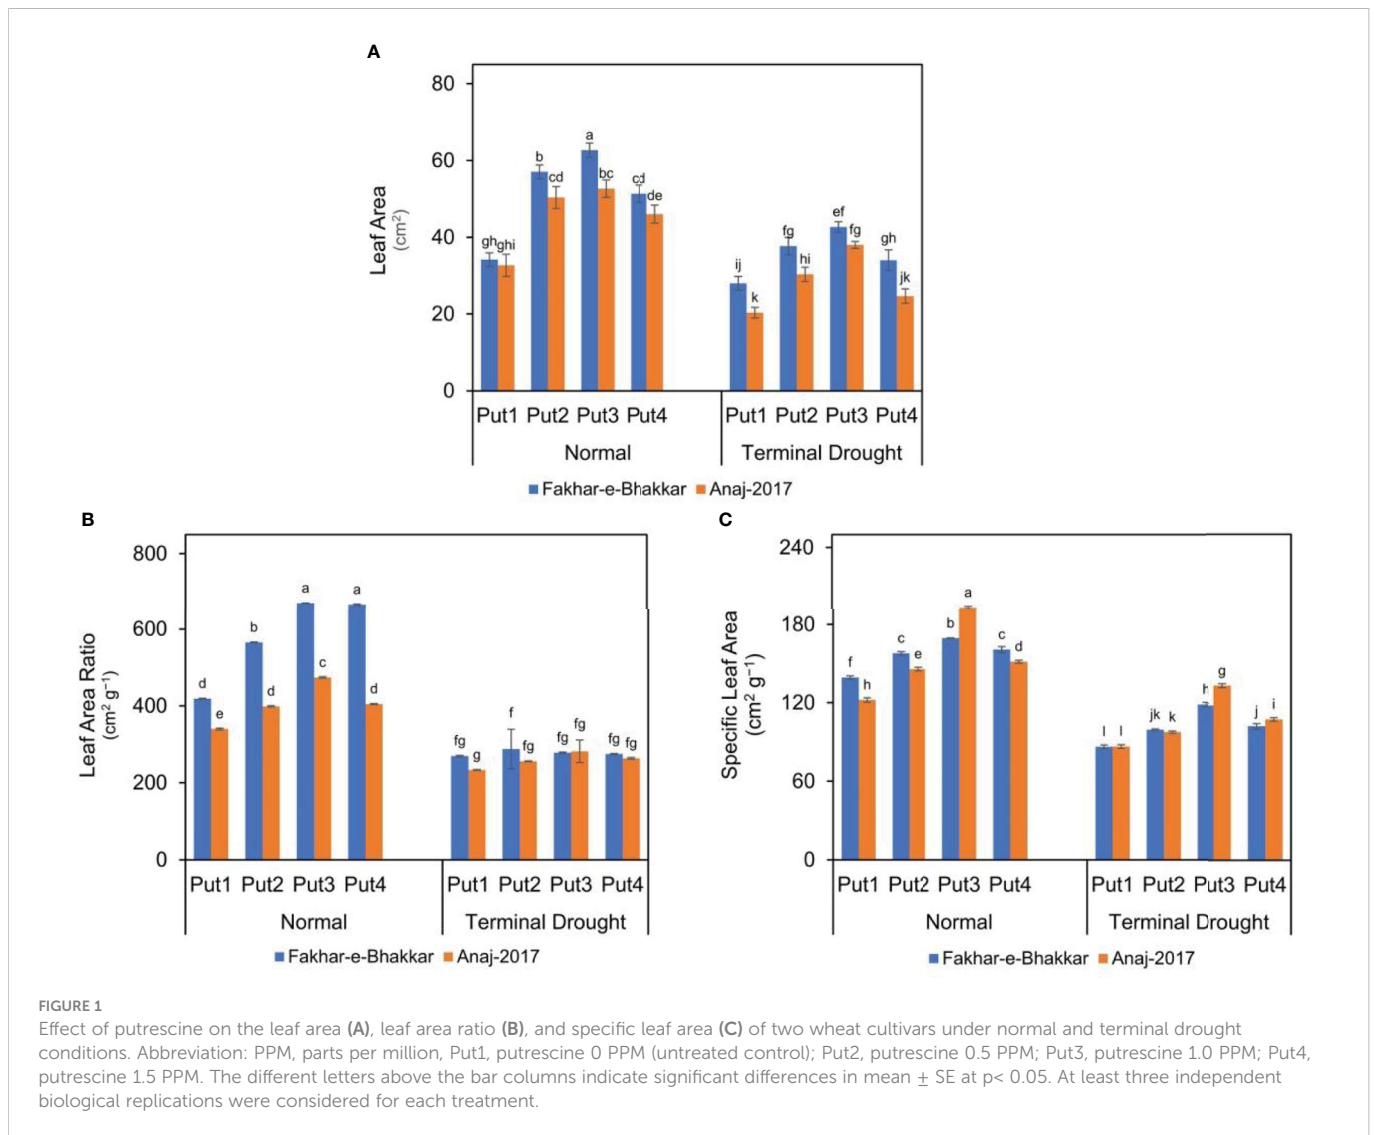 A
80
60
40
20
0
Leaf Area
(cm²)
gh ghi b cd a bc cd de ij k fg hi ef fg gh jk
Put1 Put2 Put3 Put4 Put1 Put2 Put3 Put4
Normal Terminal Drought
Fakhar-e-Bhakkar Anaj-2017
B
800
600
400
200
0
Leaf Area Ratio
(cm² g⁻¹)
d e b d a c a d fg g f fg fg fg fg fg
Put1 Put2 Put3 Put4 Put1 Put2 Put3 Put4
Normal Terminal Drought
Fakhar-e-Bhakkar Anaj-2017
C
240
180
120
60
0
Specific Leaf Area
(cm² g⁻¹)
f h c e b a c d l l jk k h g j i
Put1 Put2 Put3 Put4 Put1 Put2 Put3 Put4
Normal Terminal Drought
Fakhar-e-Bhakkar Anaj-2017
FIGURE 1
Effect of putrescine on the leaf area (A), leaf area ratio (B), and specific leaf area (C) of two wheat cultivars under normal and terminal drought
conditions. Abbreviation: PPM, parts per million, Put1, putrescine 0 PPM (untreated control); Put2, putrescine 0.5 PPM; Put3, putrescine 1.0 PPM; Put4,
putrescine 1.5 PPM. The different letters above the bar columns indicate significant differences in mean ± SE at p< 0.05. At least three independent
biological replications were considered for each treatment.